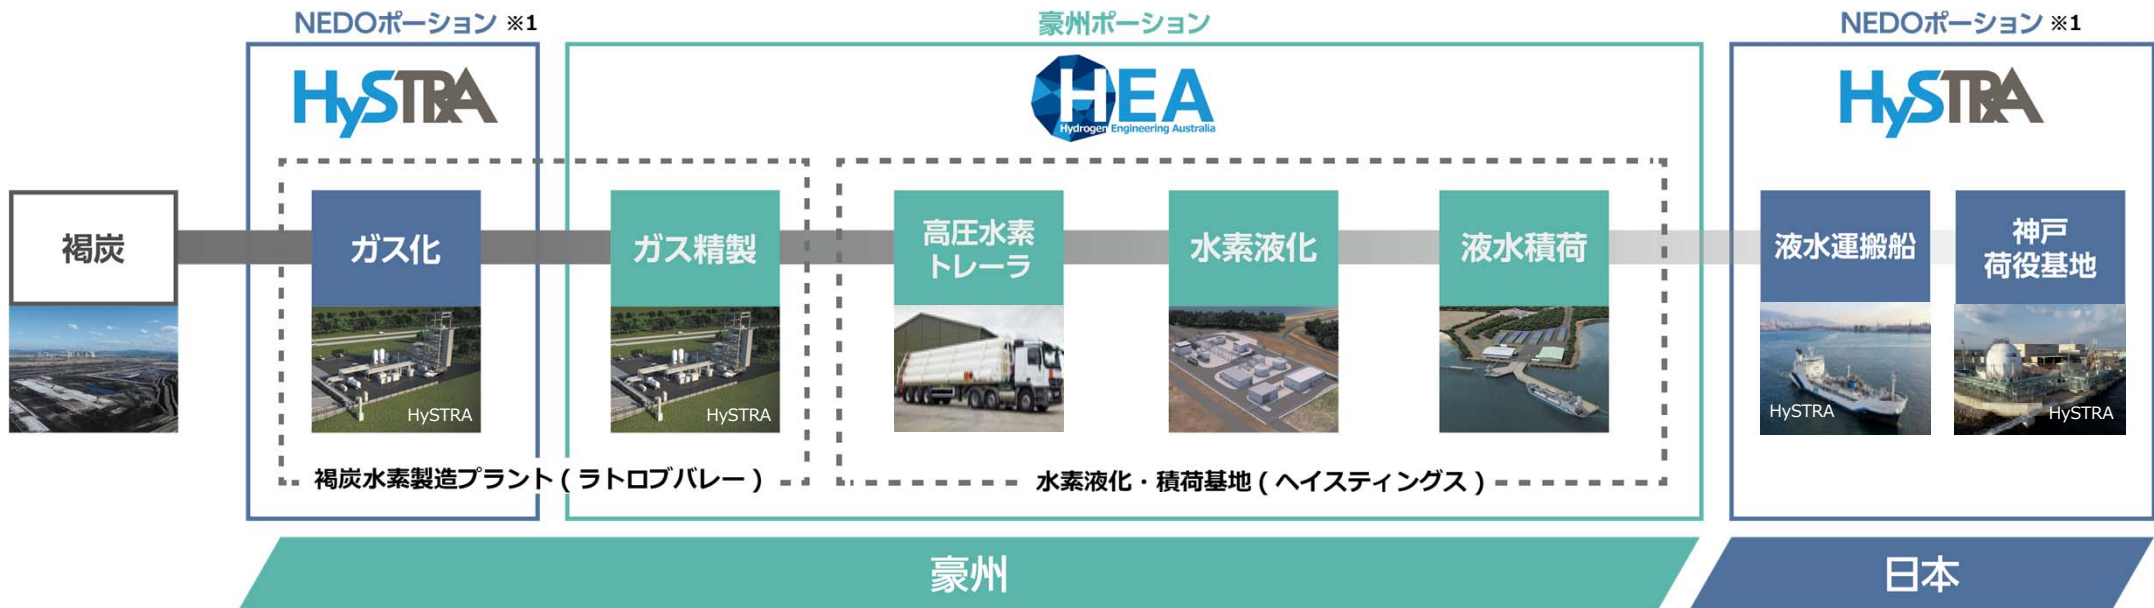 NEDOポーション ※1
豪州ポーション
NEDOポーション ※1
HySTRA
HEA
Hydrogen Engineering Australia
HySTRA
褐炭
ガス化
ガス精製
高圧水素
トレーラ
水素液化
液水積荷
液水運搬船
神戸
荷役基地
HySTRA
HySTRA
HySTRA
HySTRA
褐炭水素製造プラント ( ラトロブバレー )
水素液化・積荷基地 ( ヘイスティングス )
豪州
日本